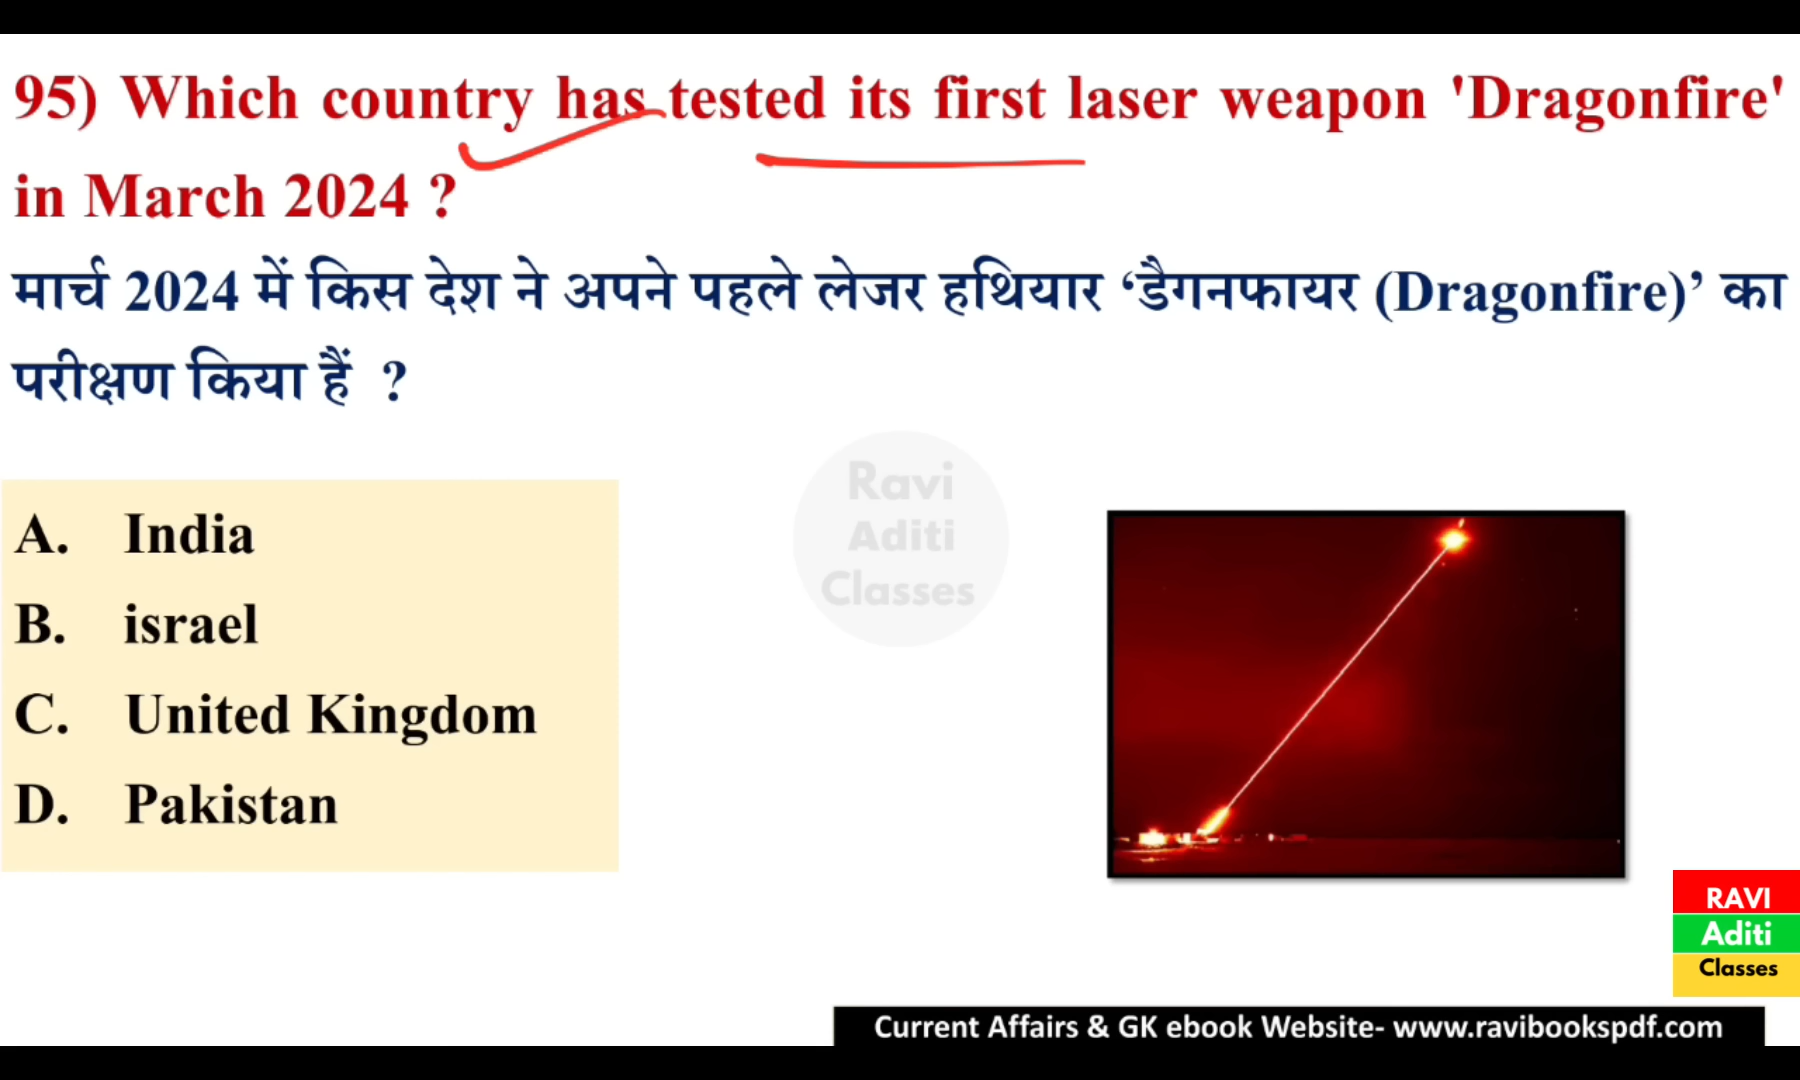 95) Which country has tested its first laser weapon 'Dragonfire'
in March 2024 ?
मार्च 2024 में किस देश ने अपने पहले लेजर हथियार ‘डैगनफायर (Dragonfire)’ का
परीक्षण किया हैं ?
A. India
B. israel
C. United Kingdom
D. Pakistan
Ravi
Aditi
Classes
RAVI
Aditi
Classes
Current Affairs & GK ebook Website- www.ravibookspdf.com